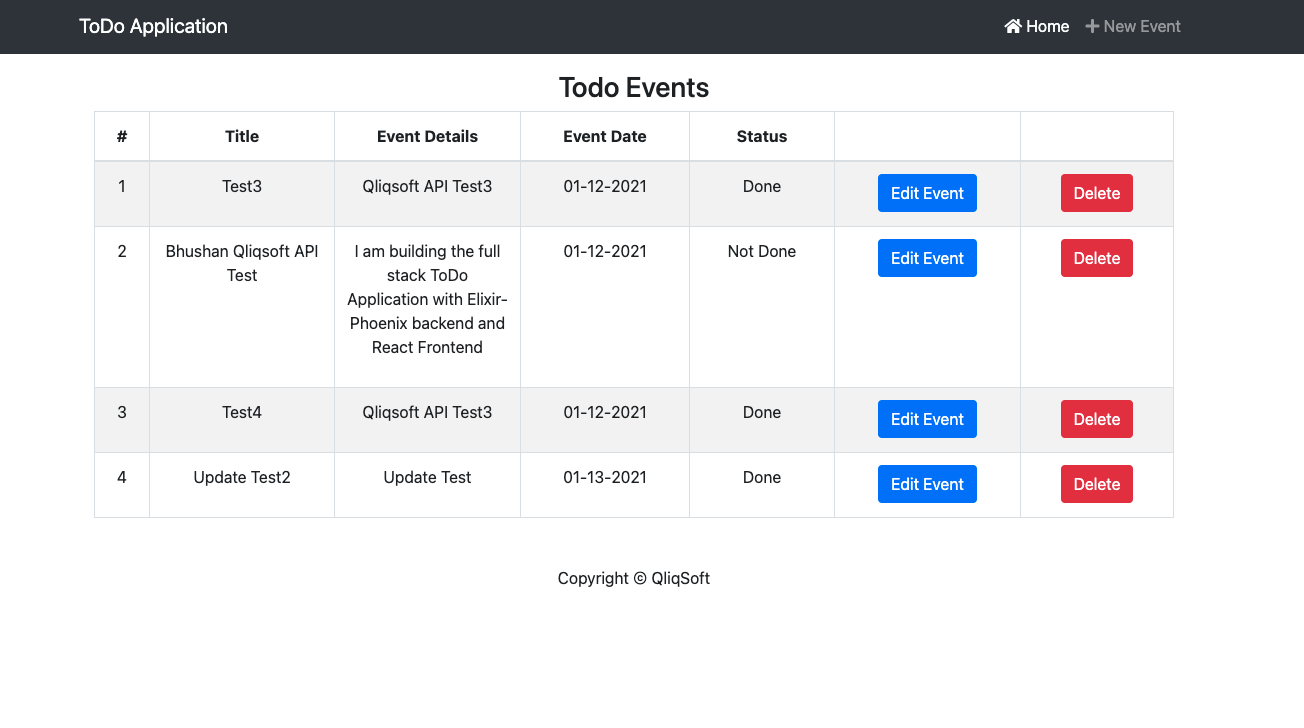 ToDo Application Home New Event
Todo Events
# Title Event Details Event Date Status
1 Test3 Qliqsoft API Test3 01-12-2021 Done Edit Event Delete
2 Bhushan Qliqsoft API I am building the full 01-12-2021 Not Done Edit Event Delete
Test stack ToDo
Application with Elixir-
Phoenix backend and
React Frontend
3 Test4 Qliqsoft API Test3 01-12-2021 Done Edit Event Delete
4 Update Test2 Update Test 01-13-2021 Done Edit Event Delete
Copyright © QliqSoft